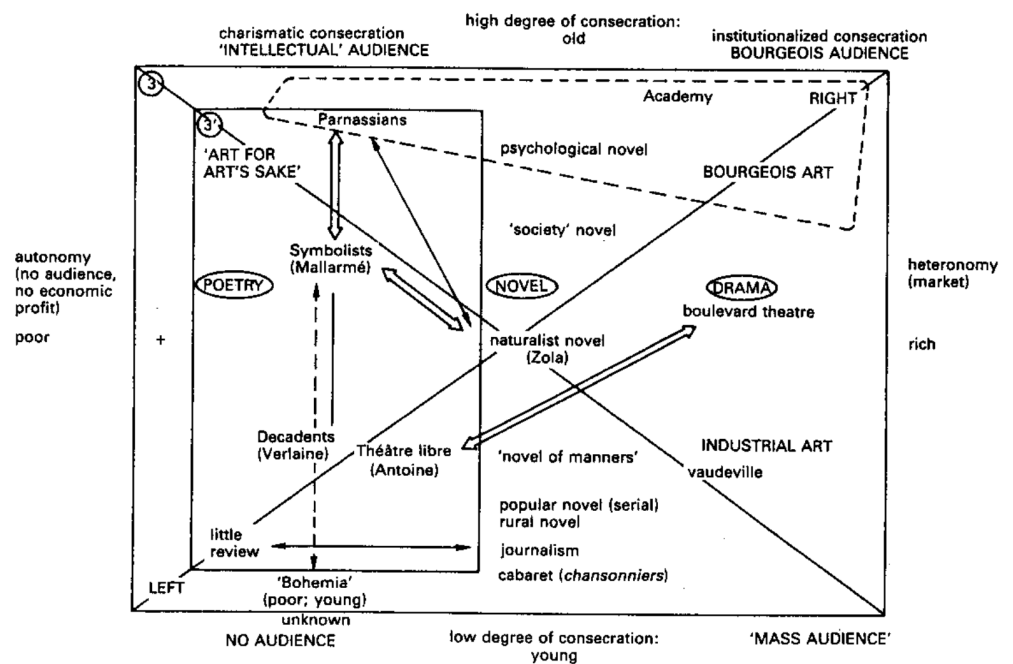 high degree of consecration:
old
charismatic consecration
'INTELLECTUAL' AUDIENCE
institutionalized consecration
BOURGEOIS AUDIENCE
3
Academy
RIGHT
3'
Parnassians
'ART FOR
ART'S SAKE'
psychological novel
BOURGEOIS ART
'society' novel
autonomy
(no audience,
no economic
profit)
poor
+
Symbolists
(Mallarmé)
POETRY
NOVEL
DRAMA
boulevard theatre
heteronomy
(market)
rich
naturalist novel
(Zola)
Decadents
(Verlaine)
Théâtre libre
(Antoine)
'novel of manners'
INDUSTRIAL ART
vaudeville
popular novel (serial)
rural novel
little
review
journalism
cabaret (chansonniers)
LEFT
'Bohemia'
(poor; young)
unknown
NO AUDIENCE
low degree of consecration:
young
'MASS AUDIENCE'